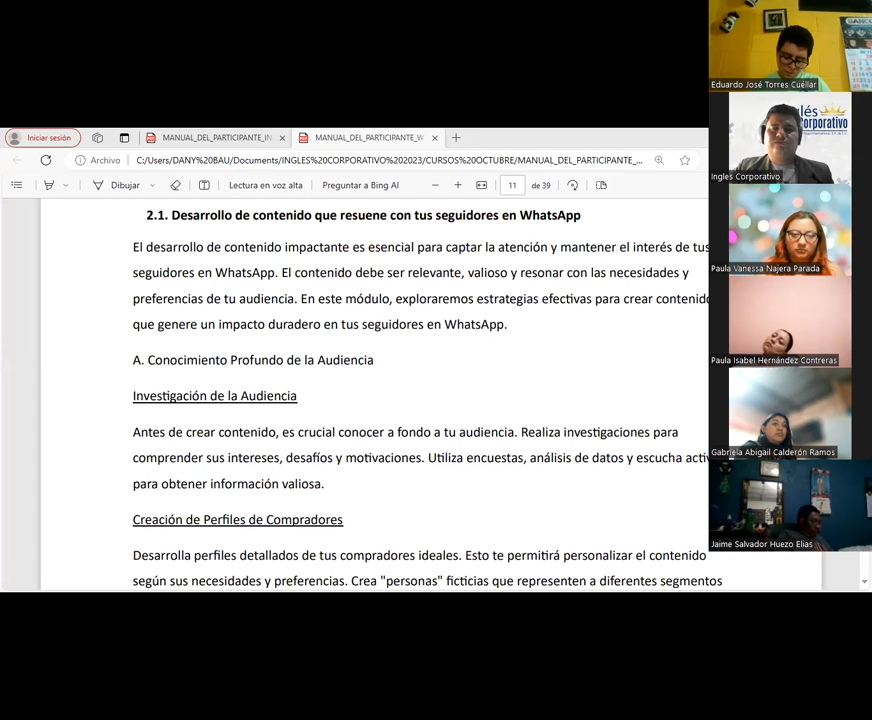 Iniciar sesión
MANUAL_DEL_PARTICIPANTE_IN
MANUAL_DEL_PARTICIPANTE_W
Archivo
C:/Users/DANY%20BAU/Documents/INGLES%20CORPORATIVO%202023/CURSOS%20OCTUBRE/MANUAL_DEL_PARTICIPANTE_...
Dibujar
Lectura en voz alta
Preguntar a Bing AI
11 de 39
2.1. Desarrollo de contenido que resuene con tus seguidores en WhatsApp
El desarrollo de contenido impactante es esencial para captar la atención y mantener el interés de tus
seguidores en WhatsApp. El contenido debe ser relevante, valioso y resonar con las necesidades y
preferencias de tu audiencia. En este módulo, exploraremos estrategias efectivas para crear contenido
que genere un impacto duradero en tus seguidores en WhatsApp.
A. Conocimiento Profundo de la Audiencia
Investigación de la Audiencia
Antes de crear contenido, es crucial conocer a fondo a tu audiencia. Realiza investigaciones para
comprender sus intereses, desafíos y motivaciones. Utiliza encuestas, análisis de datos y escucha activ
para obtener información valiosa.
Creación de Perfiles de Compradores
Desarrolla perfiles detallados de tus compradores ideales. Esto te permitirá personalizar el contenido
según sus necesidades y preferencias. Crea "personas" ficticias que representen a diferentes segmentos
BANCO
Eduardo José Torres Cuéllar
glés
orporativo
Ingles Corporativo
Paula Vanessa Najera Parada
Paula Isabel Hernández Contreras
Gabriela Abigail Calderón Ramos
Jaime Salvador Huezo Elias